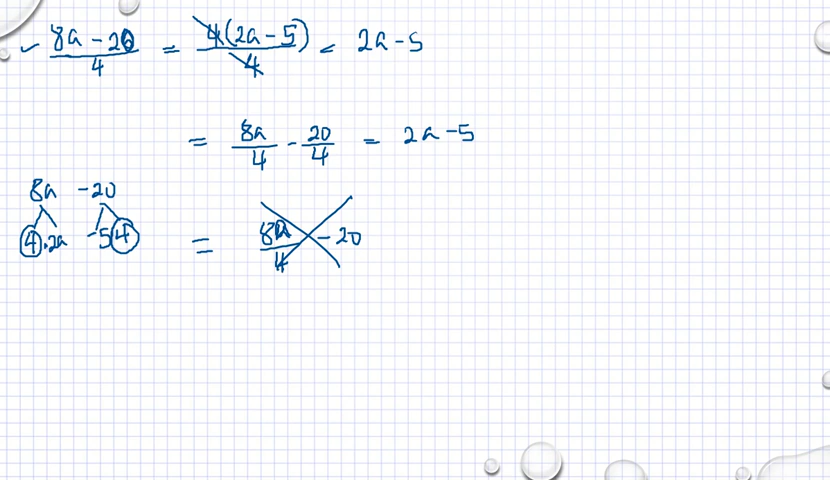 ✓ 8a - 20 / 4 = 4(2a - 5) / 4 = 2a - 5
= 8a / 4 - 20 / 4 = 2a - 5
8a - 20
4 . 2a - 5 4
= 8a / 4 - 20